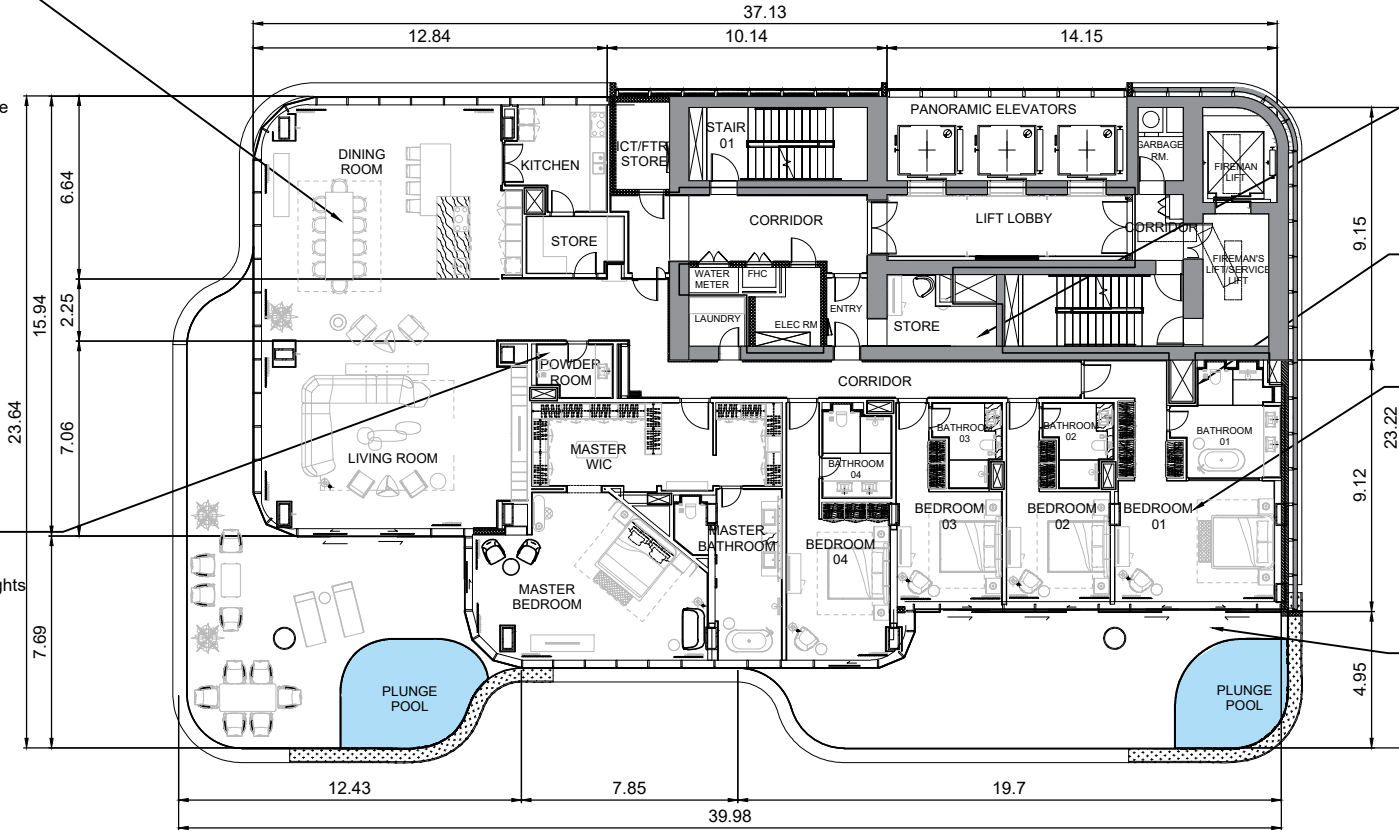 37.13
12.84
10.14
14.15
e
PANORAMIC ELEVATORS
STAIR
01
DINING
ROOM
KITCHEN
ICT/FTR
STORE
GARBAGE
RM.
FIREMAN
LIFT
6.64
CORRIDOR
LIFT LOBBY
CORRIDOR
9.15
STORE
FIREMAN'S
LIFT/SERVICE
LIFT
WATER
METER
FHC
15.94
2.25
LAUNDRY
ELEC RM
ENTRY
STORE
POWDER
ROOM
CORRIDOR
23.64
7.06
23.22
LIVING ROOM
MASTER
WIC
BATHROOM
04
BATHROOM
03
BATHROOM
02
BATHROOM
01
9.12
BEDROOM
03
BEDROOM
02
BEDROOM
01
MASTER
BATHROOM
BEDROOM
04
ghts
MASTER
BEDROOM
7.69
4.95
PLUNGE
POOL
PLUNGE
POOL
12.43
7.85
19.7
39.98